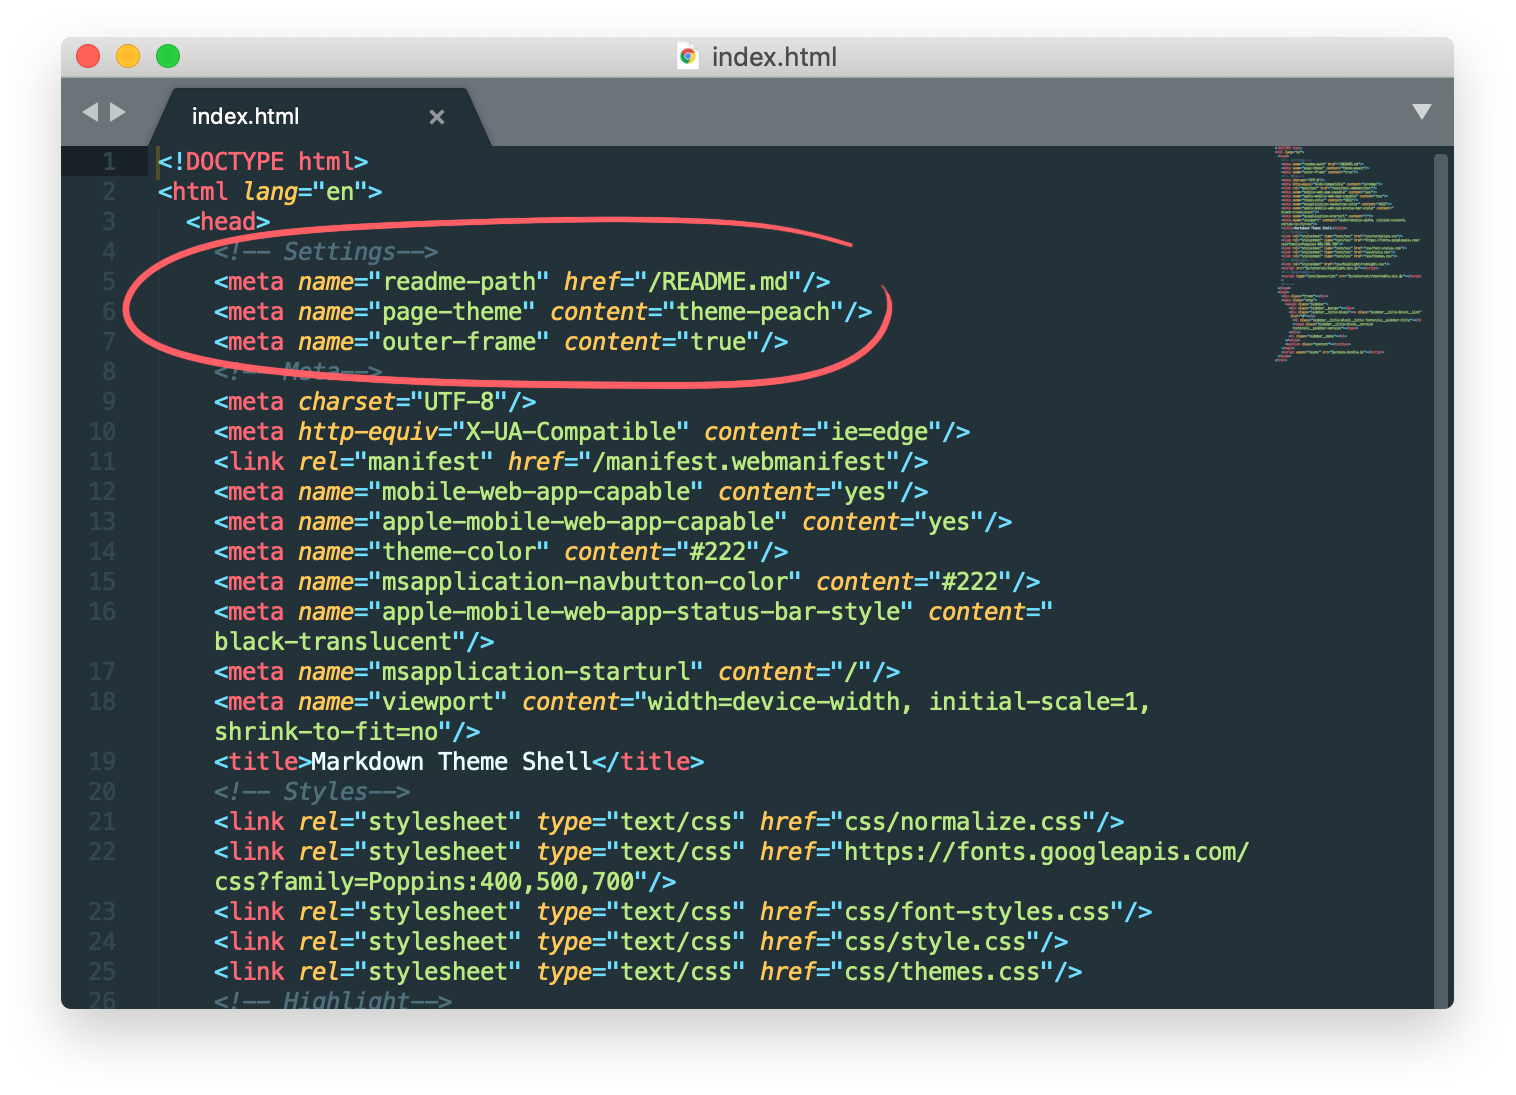 index.html
index.html
1 <!DOCTYPE html>
2 <html lang="en">
3 <head>
4 <!-- Settings-->
5 <meta name="readme-path" href="/README.md"/>
6 <meta name="page-theme" content="theme-peach"/>
7 <meta name="outer-frame" content="true"/>
8 <!-- Meta-->
9 <meta charset="UTF-8"/>
10 <meta http-equiv="X-UA-Compatible" content="ie=edge"/>
11 <link rel="manifest" href="/manifest.webmanifest"/>
12 <meta name="mobile-web-app-capable" content="yes"/>
13 <meta name="apple-mobile-web-app-capable" content="yes"/>
14 <meta name="theme-color" content="#222"/>
15 <meta name="msapplication-navbutton-color" content="#222"/>
16 <meta name="apple-mobile-web-app-status-bar-style" content="
black-translucent"/>
17 <meta name="msapplication-starturl" content="/"/>
18 <meta name="viewport" content="width=device-width, initial-scale=1,
shrink-to-fit=no"/>
19 <title>Markdown Theme Shell</title>
20 <!-- Styles-->
21 <link rel="stylesheet" type="text/css" href="css/normalize.css"/>
22 <link rel="stylesheet" type="text/css" href="https://fonts.googleapis.com/
css?family=Poppins:400,500,700"/>
23 <link rel="stylesheet" type="text/css" href="css/font-styles.css"/>
24 <link rel="stylesheet" type="text/css" href="css/style.css"/>
25 <link rel="stylesheet" type="text/css" href="css/themes.css"/>
26 <!-- Highlight-->